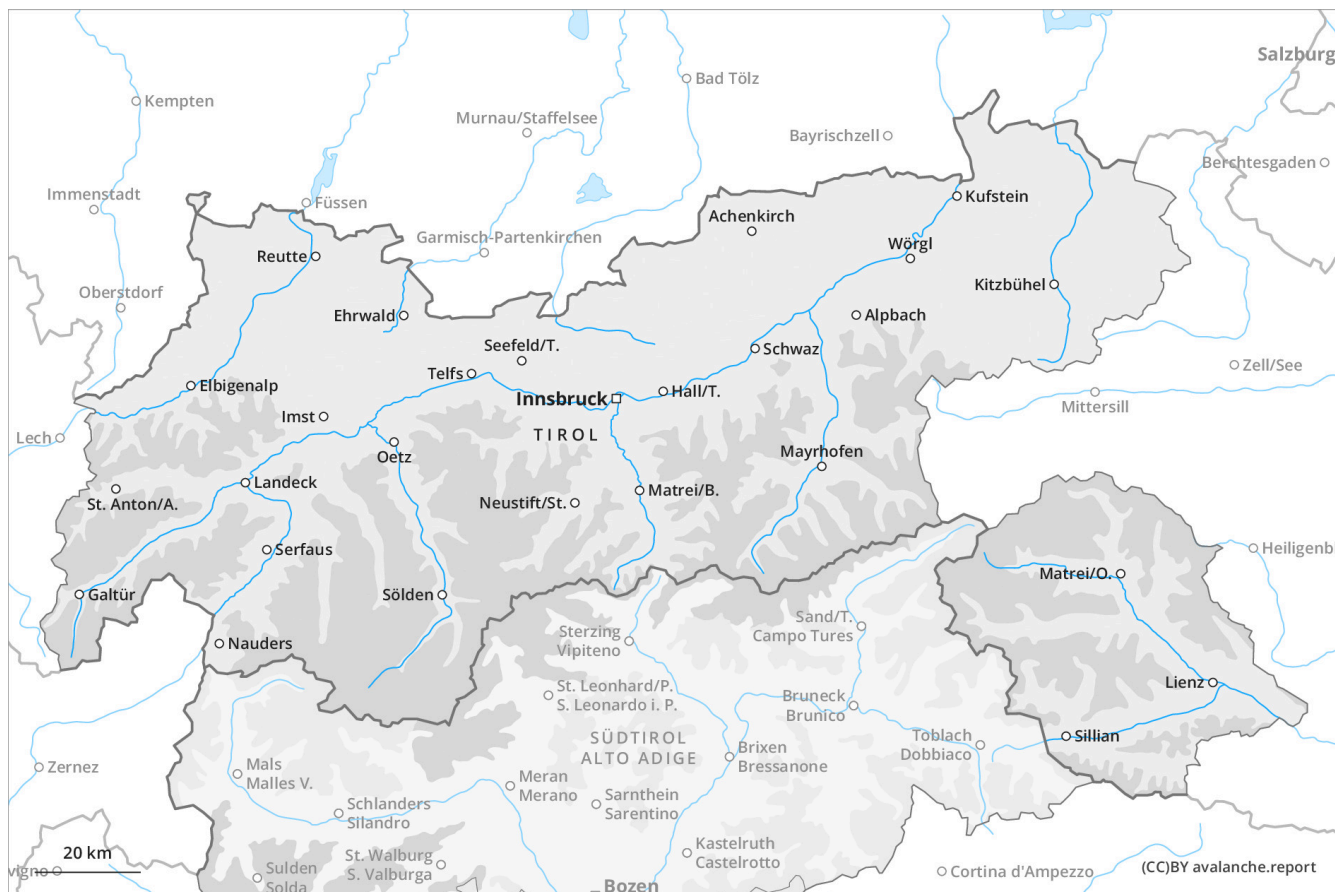 Salzburg
Bad Tölz
Kempten
Murnau/Staffelsee
Bayrischzell
Berchtesgaden
Immenstadt
Füssen
Kufstein
Achenkirch
Garmisch-Partenkirchen
Wörgl
Reutte
Kitzbühel
Oberstdorf
Ehrwald
Alpbach
Seefeld/T.
Schwaz
Zell/See
Telfs
Elbigenalp
Hall/T.
Innsbruck
Mittersill
Imst
TIROL
Lech
Oetz
Mayrhofen
Landeck
Matrei/B.
St. Anton/A.
Neustift/St.
Serfaus
Heiligenb
Matrei/O.
Galtür
Sölden
Sand/T.
Campo Tures
Sterzing
Vipiteno
Nauders
Lienz
St. Leonhard/P.
S. Leonardo i. P.
Bruneck
Brunico
SÜDTIROL
ALTO ADIGE
Toblach
Dobbiaco
Sillian
Brixen
Bressanone
Zernez
Mals
Malles V.
Meran
Merano
Schlanders
Silandro
Sarnthein
Sarentino
Kastelruth
Castelrotto
20 km
St. Walburg
S. Valburga
vigno
Sulden
Solda
Cortina d'Ampezzo
(CC)BY avalanche.report
Bozen